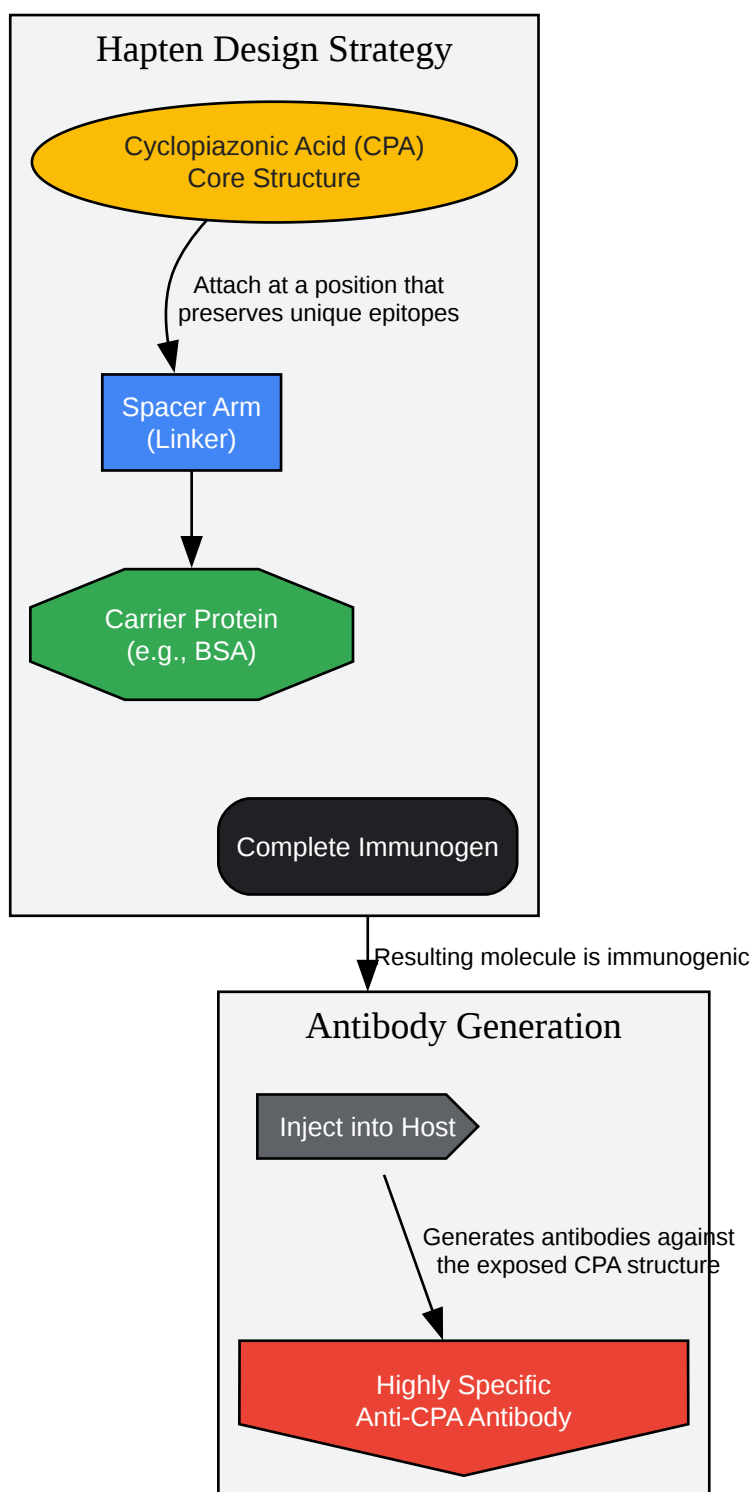 Hapten Design Strategy
Cyclopiazonic Acid (CPA)
Core Structure
Attach at a position that
preserves unique epitopes
Spacer Arm
(Linker)
Carrier Protein
(e.g., BSA)
Complete Immunogen
Resulting molecule is immunogenic
Antibody Generation
Inject into Host
Generates antibodies against
the exposed CPA structure
Highly Specific
Anti-CPA Antibody